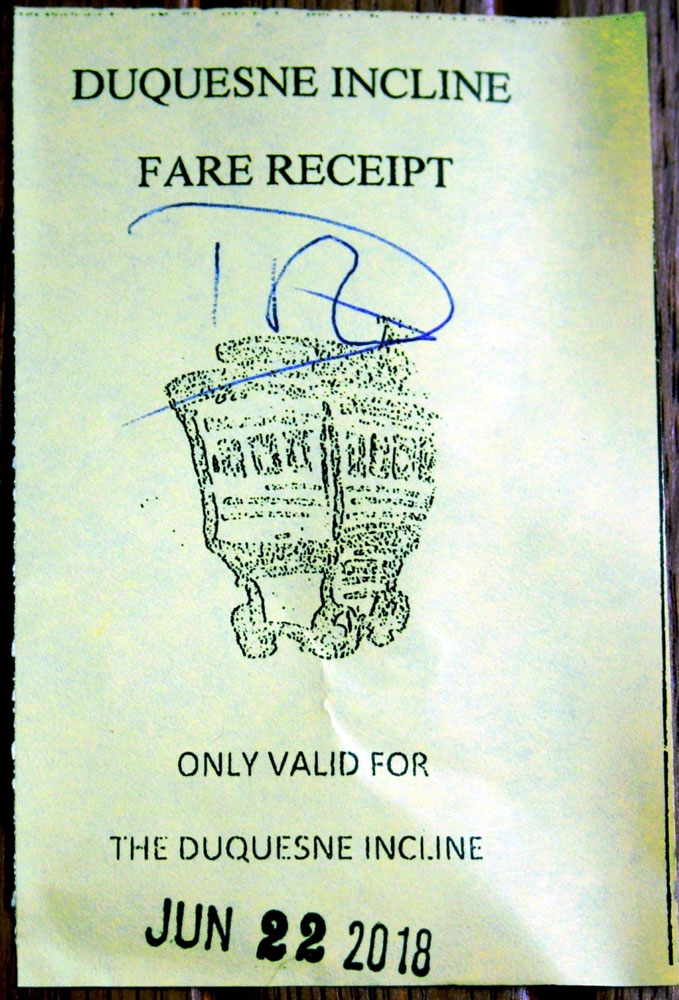 DUQUESNE INCLINE
FARE RECEIPT
ONLY VALID FOR
THE DUQUESNE INCLINE
JUN 22 2018